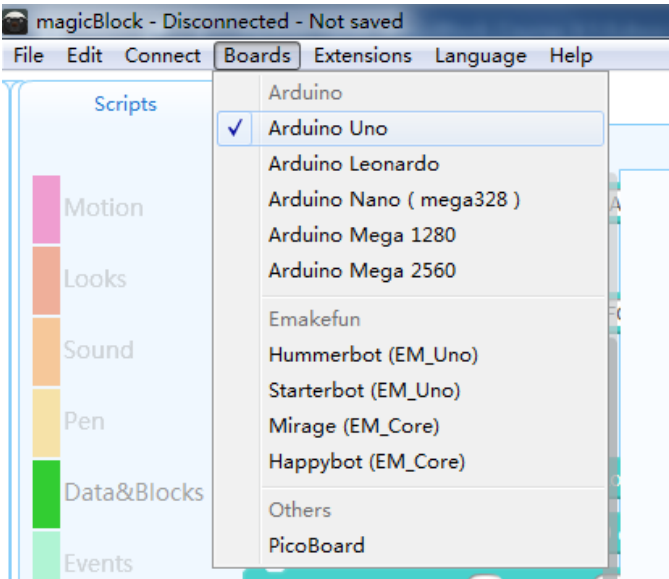 magicBlock - Disconnected - Not saved
File Edit Connect Boards Extensions Language Help
Scripts
Motion
Looks
Sound
Pen
Data&Blocks
Events
Arduino
Arduino Uno
Arduino Leonardo
Arduino Nano ( mega328 )
Arduino Mega 1280
Arduino Mega 2560
Emakefun
Hummerbot (EM_Uno)
Starterbot (EM_Uno)
Mirage (EM_Core)
Happybot (EM_Core)
Others
PicoBoard